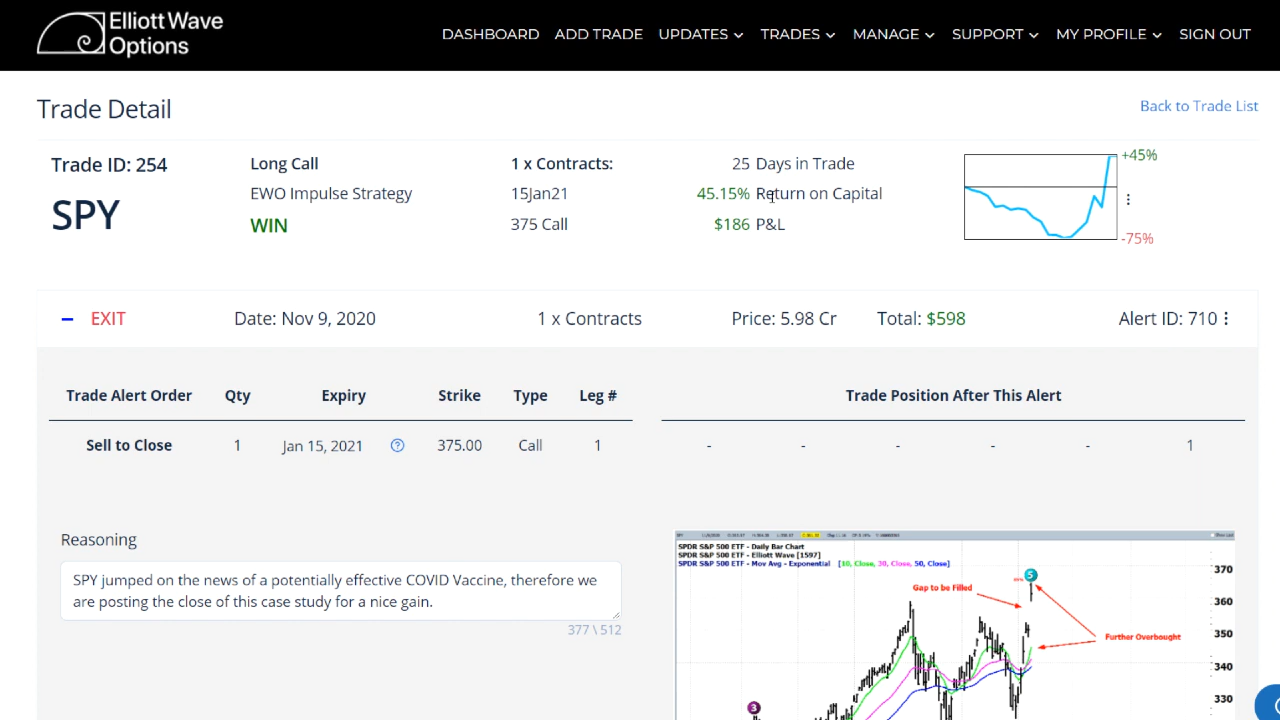 Elliott Wave
Options
DASHBOARD ADD TRADE UPDATES TRADES MANAGE SUPPORT MY PROFILE SIGN OUT
Trade Detail
Back to Trade List
Trade ID: 254
SPY
Long Call
EWO Impulse Strategy
WIN
1 x Contracts:
15Jan21
375 Call
25 Days in Trade
45.15% Return on Capital
$186 P&L
+45%
-75%
EXIT Date: Nov 9, 2020 1 x Contracts Price: 5.98 Cr Total: $598 Alert ID: 710
Trade Alert Order Qty Expiry Strike Type Leg # Trade Position After This Alert
Sell to Close 1 Jan 15, 2021 ? 375.00 Call 1 - - - - - 1
Reasoning
SPY jumped on the news of a potentially effective COVID Vaccine, therefore we
are posting the close of this case study for a nice gain.
377 \ 512
SPDR S&P 500 ETF - Daily Bar Chart
SPDR S&P 500 ETF - Elliott Wave [1597]
SPDR S&P 500 ETF - Mov Avg - Exponential [10, Close, 30, Close, 50, Close]
Gap to be Filled
5
Further Overbought
3
370
360
350
340
330